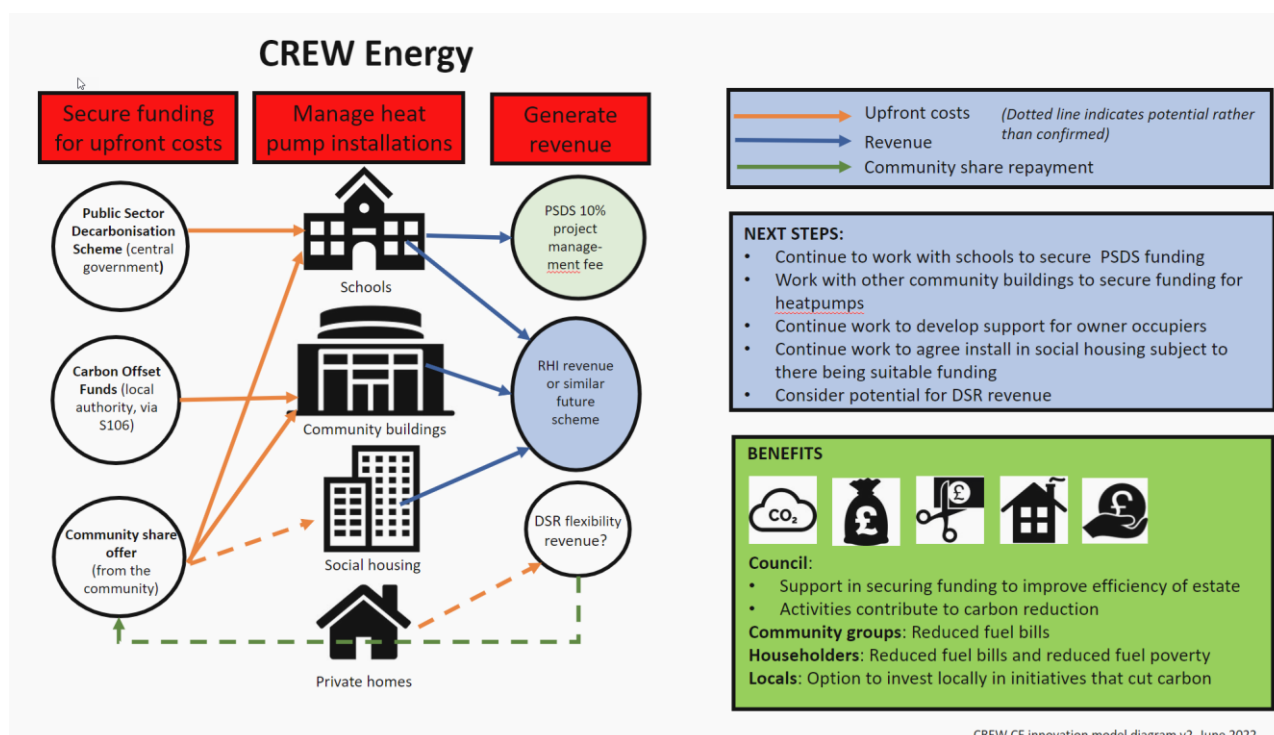 CREW Energy
Secure funding
for upfront costs
Manage heat
pump installations
Generate
revenue
Public Sector
Decarbonisation
Scheme (central
government)
Carbon Offset
Funds (local
authority, via
S106)
Community share
offer
(from the
community)
Schools
Community buildings
Social housing
Private homes
PSDS 10%
project
manage-
ment fee
RHI revenue
or similar
future
scheme
DSR flexibility
revenue?
Upfront costs
(Dotted line indicates potential rather
than confirmed)
Revenue
Community share repayment
NEXT STEPS:
• Continue to work with schools to secure PSDS funding
• Work with other community buildings to secure funding for
heatpumps
• Continue work to develop support for owner occupiers
• Continue work to agree install in social housing subject to
there being suitable funding
• Consider potential for DSR revenue
BENEFITS
CO₂
£
£
£
Council:
• Support in securing funding to improve efficiency of estate
• Activities contribute to carbon reduction
Community groups: Reduced fuel bills
Householders: Reduced fuel bills and reduced fuel poverty
Locals: Option to invest locally in initiatives that cut carbon
CREW CE innovation model diagram v2, June 2022